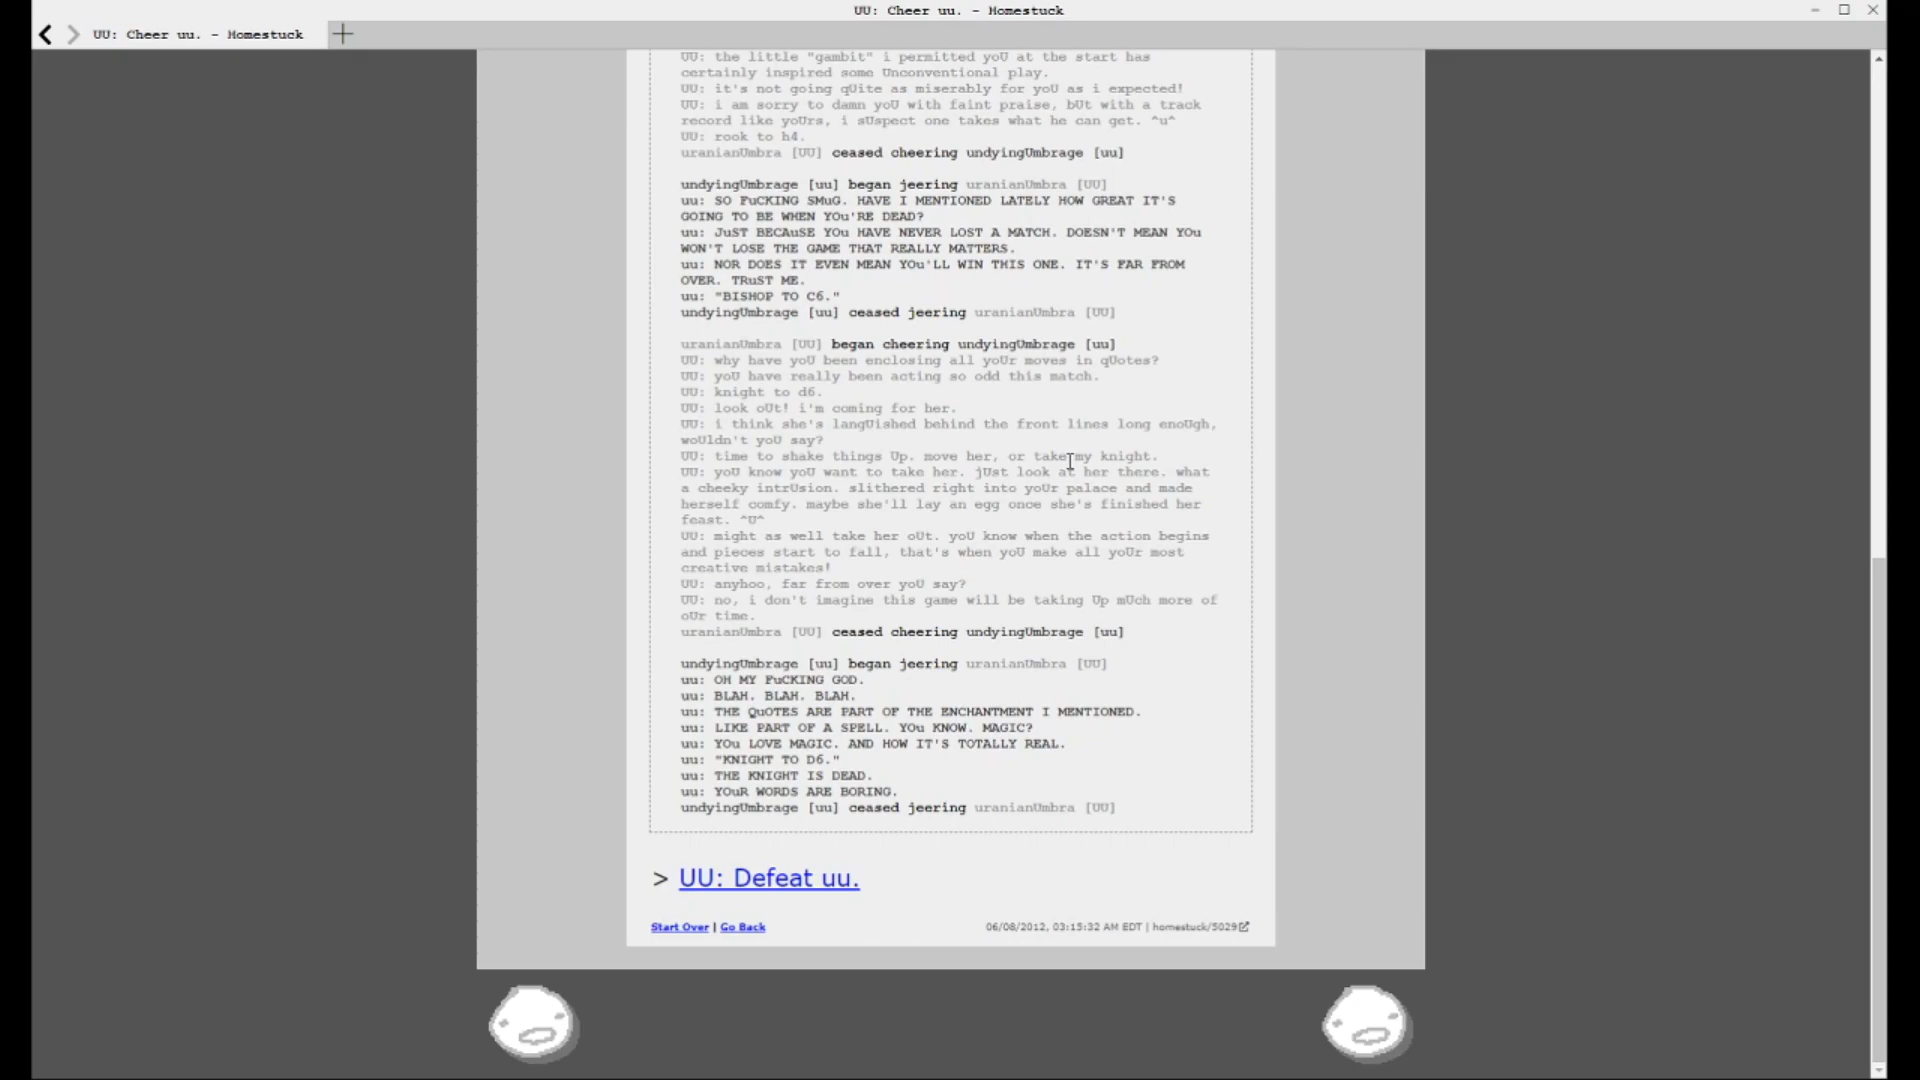 UU: Cheer uu. - Homestuck
UU: Cheer uu. - Homestuck
UU: the little "gambit" i permitted yoU at the start has
certainly inspired some Unconventional play.
UU: it's not going qUite as miserably for yoU as i expected!
UU: i am sorry to damn yoU with faint praise, bUt with a track
record like yoUrs, i sUspect one takes what he can get. ^u^
UU: rook to h4.
uranianUmbra [UU] ceased cheering undyingUmbrage [uu]
undyingUmbrage [uu] began jeering uranianUmbra [UU]
uu: SO FuCKING SMuG. HAVE I MENTIONED LATELY HOW GREAT IT'S
GOING TO BE WHEN YOu'RE DEAD?
uu: JuST BECAuSE YOu HAVE NEVER LOST A MATCH. DOESN'T MEAN YOu
WON'T LOSE THE GAME THAT REALLY MATTERS.
uu: NOR DOES IT EVEN MEAN YOu'LL WIN THIS ONE. IT'S FAR FROM
OVER. TRuST ME.
uu: "BISHOP TO C6."
undyingUmbrage [uu] ceased jeering uranianUmbra [UU]
uranianUmbra [UU] began cheering undyingUmbrage [uu]
UU: why have yoU been enclosing all yoUr moves in qUotes?
UU: yoU have really been acting so odd this match.
UU: knight to d6.
UU: look oUt! i'm coming for her.
UU: i think she's langUished behind the front lines long enoUgh,
woUldn't yoU say?
UU: time to shake things Up. move her, or take my knight.
UU: yoU know yoU want to take her. jUst look at her there. what
a cheeky intrUsion. slithered right into yoUr palace and made
herself comfy. maybe she'll lay an egg once she's finished her
feast. ^U^
UU: might as well take her oUt. yoU know when the action begins
and pieces start to fall, that's when yoU make all yoUr most
creative mistakes!
UU: anyhoo, far from over yoU say?
UU: no, i don't imagine this game will be taking Up mUch more of
oUr time.
uranianUmbra [UU] ceased cheering undyingUmbrage [uu]
undyingUmbrage [uu] began jeering uranianUmbra [UU]
uu: OH MY FuCKING GOD.
uu: BLAH. BLAH. BLAH.
uu: THE QuOTES ARE PART OF THE ENCHANTMENT I MENTIONED.
uu: LIKE PART OF A SPELL. YOu KNOW. MAGIC?
uu: YOu LOVE MAGIC. AND HOW IT'S TOTALLY REAL.
uu: "KNIGHT TO D6."
uu: THE KNIGHT IS DEAD.
uu: YOuR WORDS ARE BORING.
undyingUmbrage [uu] ceased jeering uranianUmbra [UU]
> UU: Defeat uu.
Start Over | Go Back 06/08/2012, 03:15:32 AM EDT | homestuck/5029